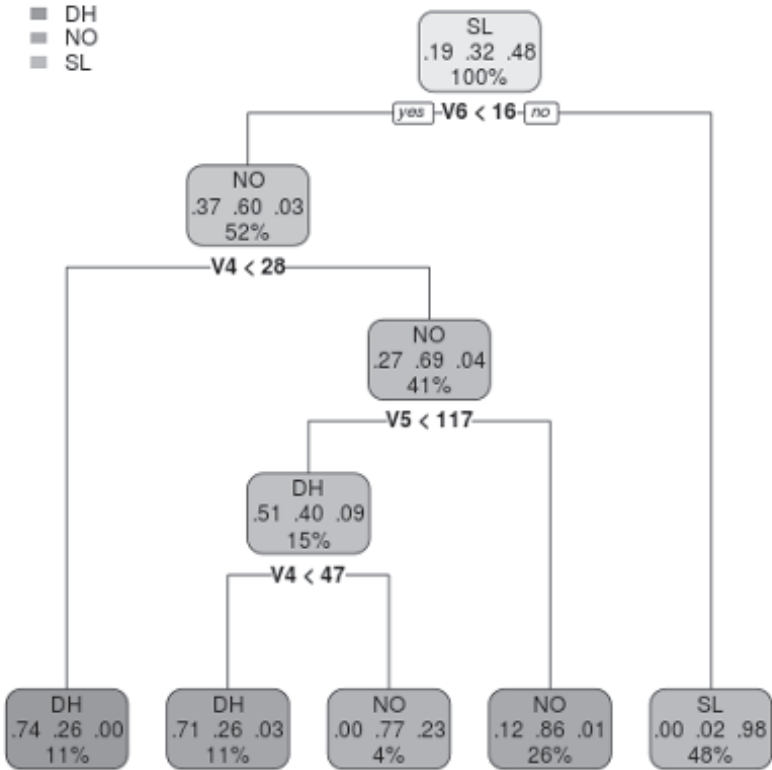 DH
NO
SL
SL
.19 .32 .48
100%
yes V6 < 16 no
NO
.37 .60 .03
52%
V4 < 28
NO
.27 .69 .04
41%
V5 < 117
DH
.51 .40 .09
15%
V4 < 47
DH
.74 .26 .00
11%
DH
.71 .26 .03
11%
NO
.00 .77 .23
4%
NO
.12 .86 .01
26%
SL
.00 .02 .98
48%